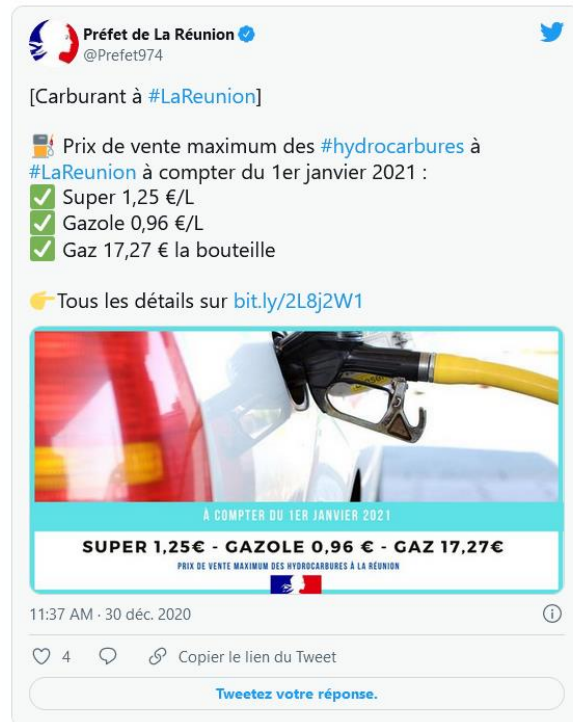 Préfet de La Réunion
@Prefet974
[Carburant à #LaReunion]
Prix de vente maximum des #hydrocarbures à
#LaReunion à compter du 1er janvier 2021 :
Super 1,25 €/L
Gazole 0,96 €/L
Gaz 17,27 € la bouteille
Tous les détails sur bit.ly/2L8j2W1
À COMPTER DU 1ER JANVIER 2021
SUPER 1,25€ - GAZOLE 0,96 € - GAZ 17,27€
PRIX DE VENTE MAXIMUM DES HYDROCARBURES À LA RÉUNION
11:37 AM · 30 déc. 2020
4
Copier le lien du Tweet
Tweetez votre réponse.